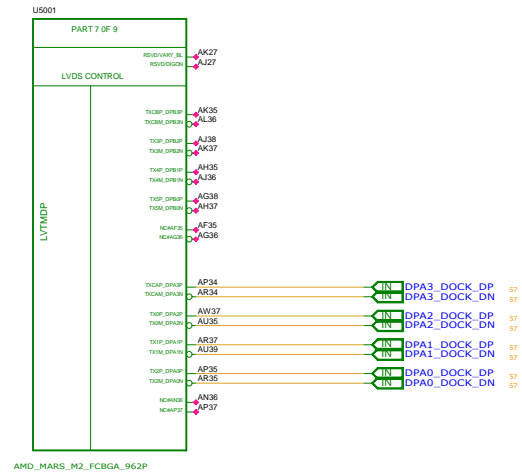 U5001
PART 7 0F 9
RSVD/VARY_BL AK27
RSVD/DIGON AJ27
LVDS CONTROL
TXCBP_DPB3P AK35
TXCBM_DPB3N AL36
TX3P_DPB2P AJ38
TX3M_DPB2N AK37
TX4P_DPB1P AH35
TX4M_DPB1N AJ36
TX5P_DPB0P AG38
TX5M_DPB0N AH37
NC#AF35 AF35
NC#AG36 AG36
LVTMDP
TXCAP_DPA3P AP34 IN DPA3_DOCK_DP 57
TXCAM_DPA3N AR34 IN DPA3_DOCK_DN 57
TX0P_DPA2P AW37 IN DPA2_DOCK_DP 57
TX0M_DPA2N AU35 IN DPA2_DOCK_DN 57
TX1P_DPA1P AR37 IN DPA1_DOCK_DP 57
TX1M_DPA1N AU39 IN DPA1_DOCK_DN 57
TX2P_DPA0P AP35 IN DPA0_DOCK_DP 57
TX2M_DPA0N AR35 IN DPA0_DOCK_DN 57
NC#AN36 AN36
NC#AP37 AP37
AMD_MARS_M2_FCBGA_962P